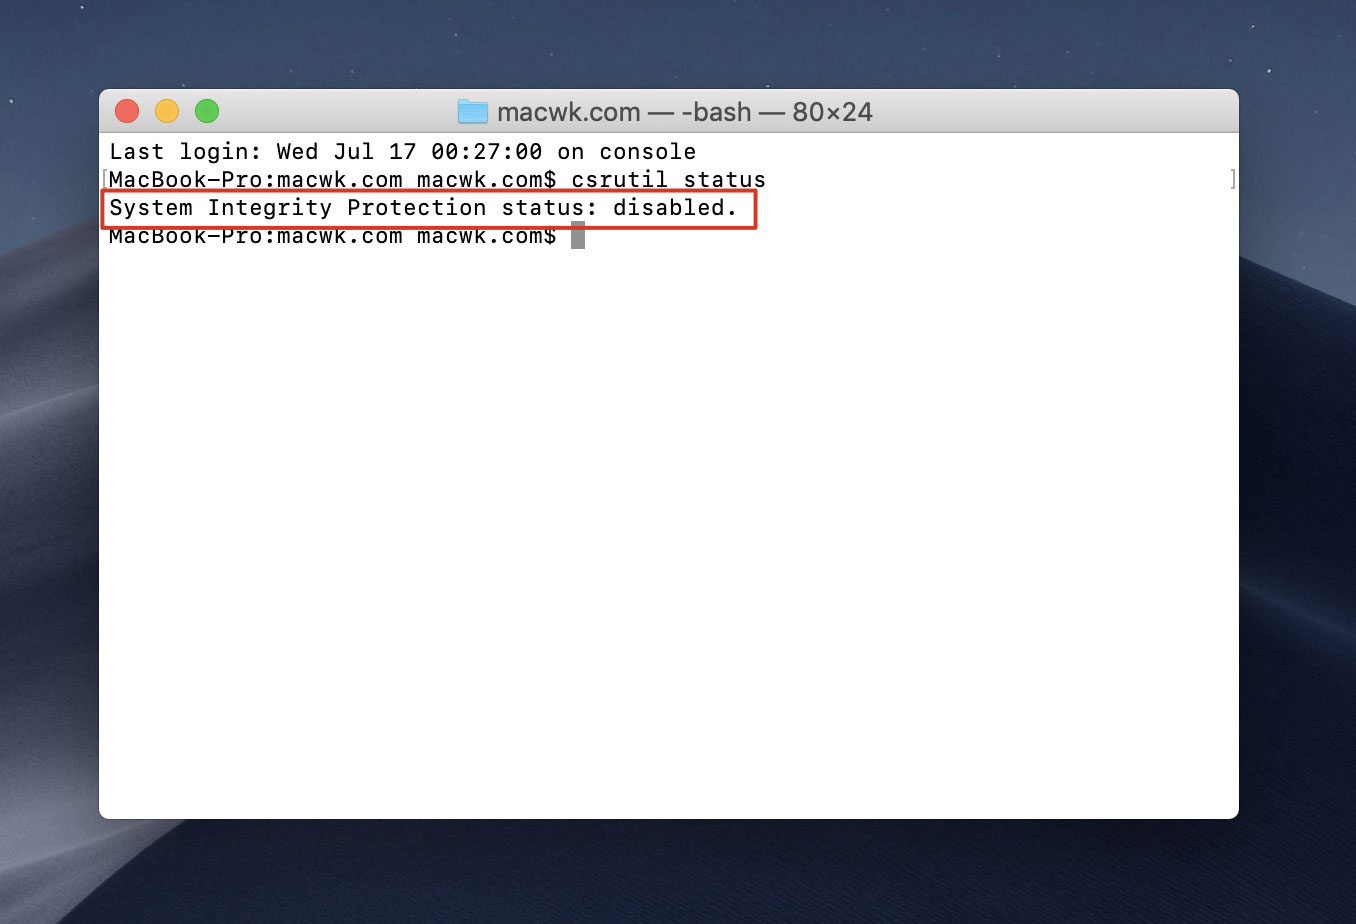 macwk.com — -bash — 80×24
Last login: Wed Jul 17 00:27:00 on console
[MacBook-Pro:macwk.com macwk.com$ csrutil status ]
System Integrity Protection status: disabled.
MacBook-Pro:macwk.com macwk.com$